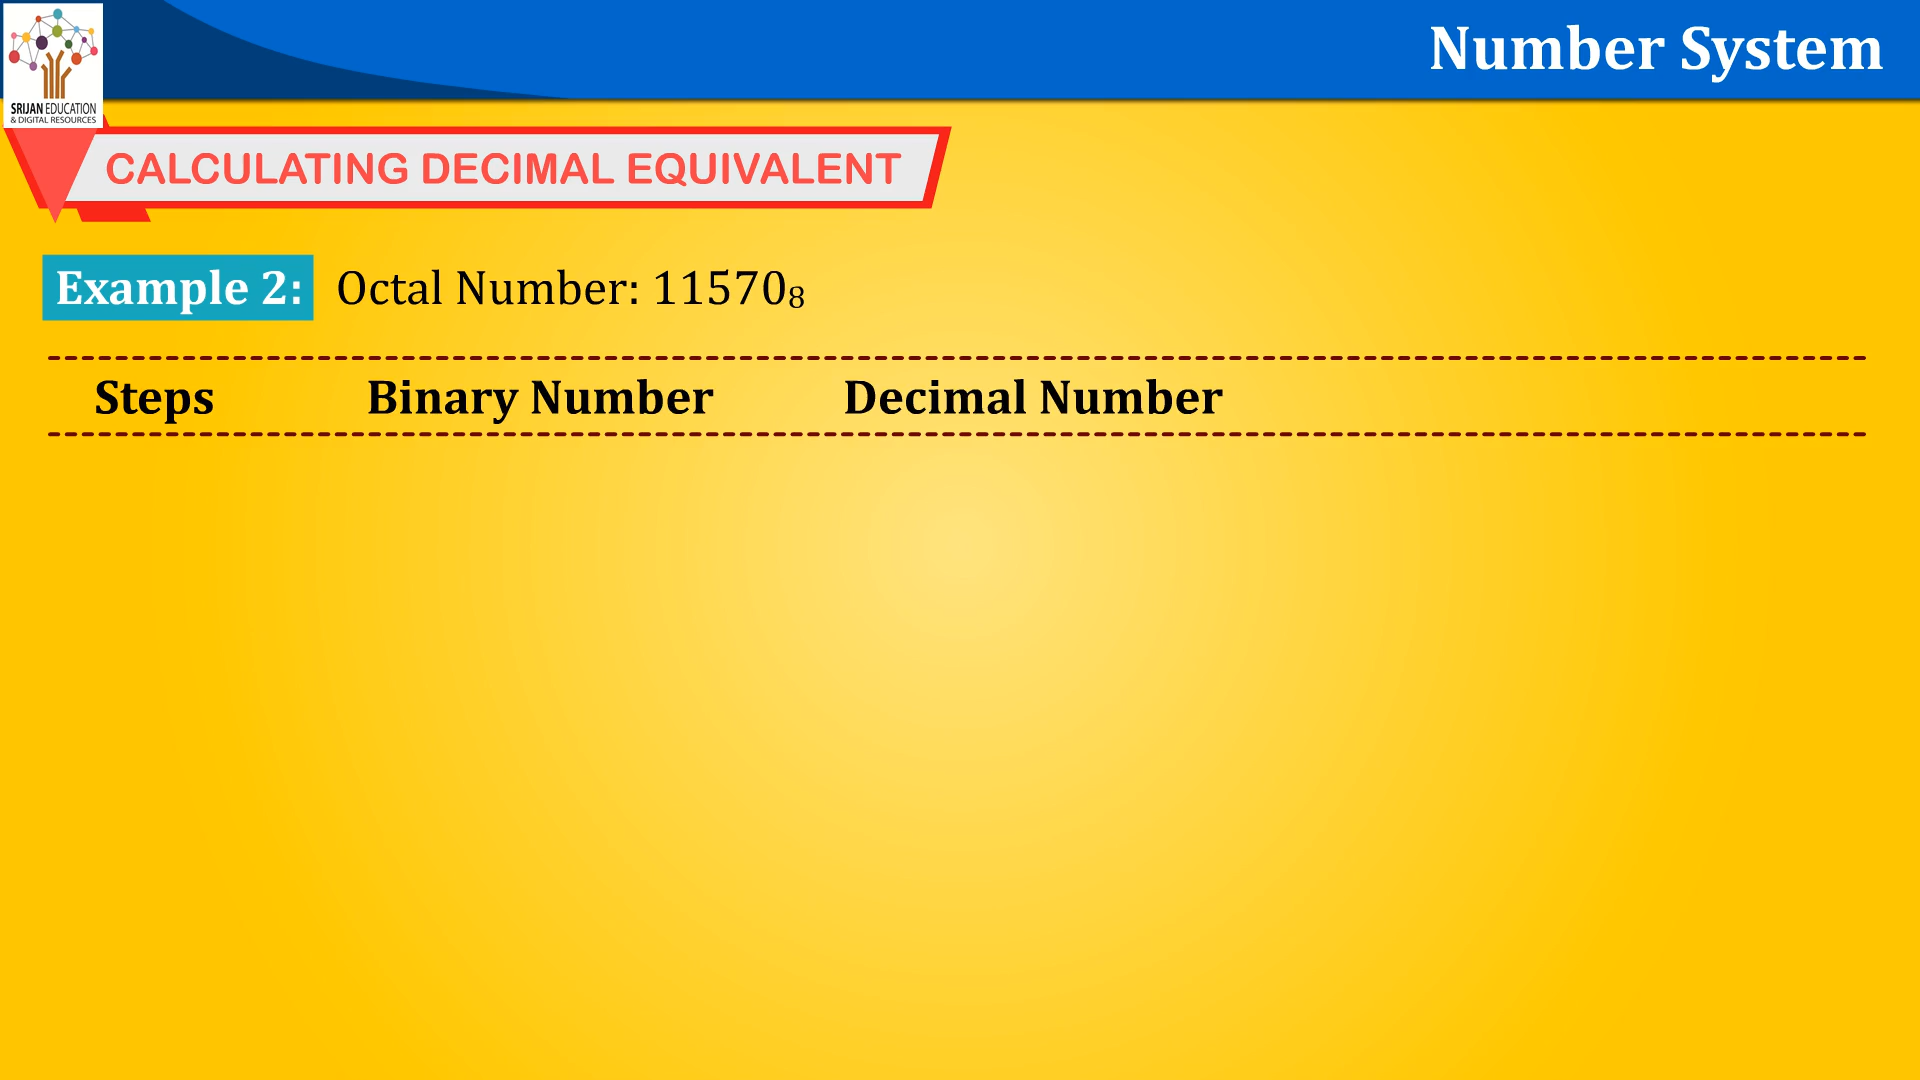 Number System
SRIJAN EDUCATION
& DIGITAL RESOURCES
CALCULATING DECIMAL EQUIVALENT
Example 2: Octal Number: 11570₈
Steps Binary Number Decimal Number